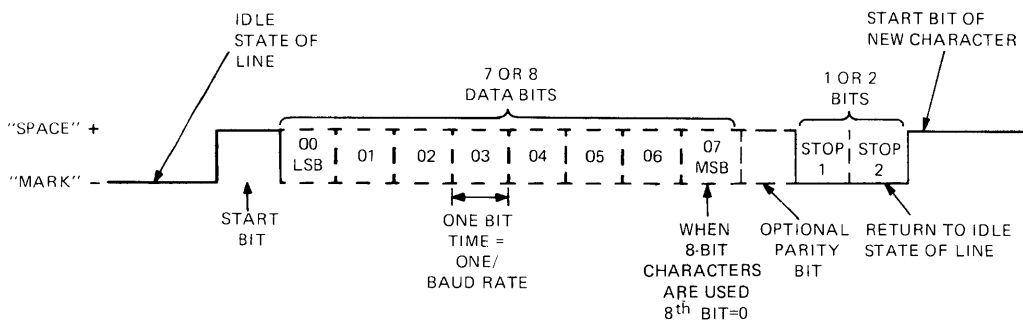 IDLE
STATE OF
LINE
START BIT OF
NEW CHARACTER
7 OR 8
DATA BITS
1 OR 2
BITS
"SPACE" +
"MARK" -
00
LSB
01
02
03
04
05
06
07
MSB
STOP
1
STOP
2
START
BIT
ONE BIT
TIME =
ONE/
BAUD RATE
WHEN
8-BIT
CHARACTERS
ARE USED
8th BIT=0
OPTIONAL
PARITY
BIT
RETURN TO IDLE
STATE OF LINE